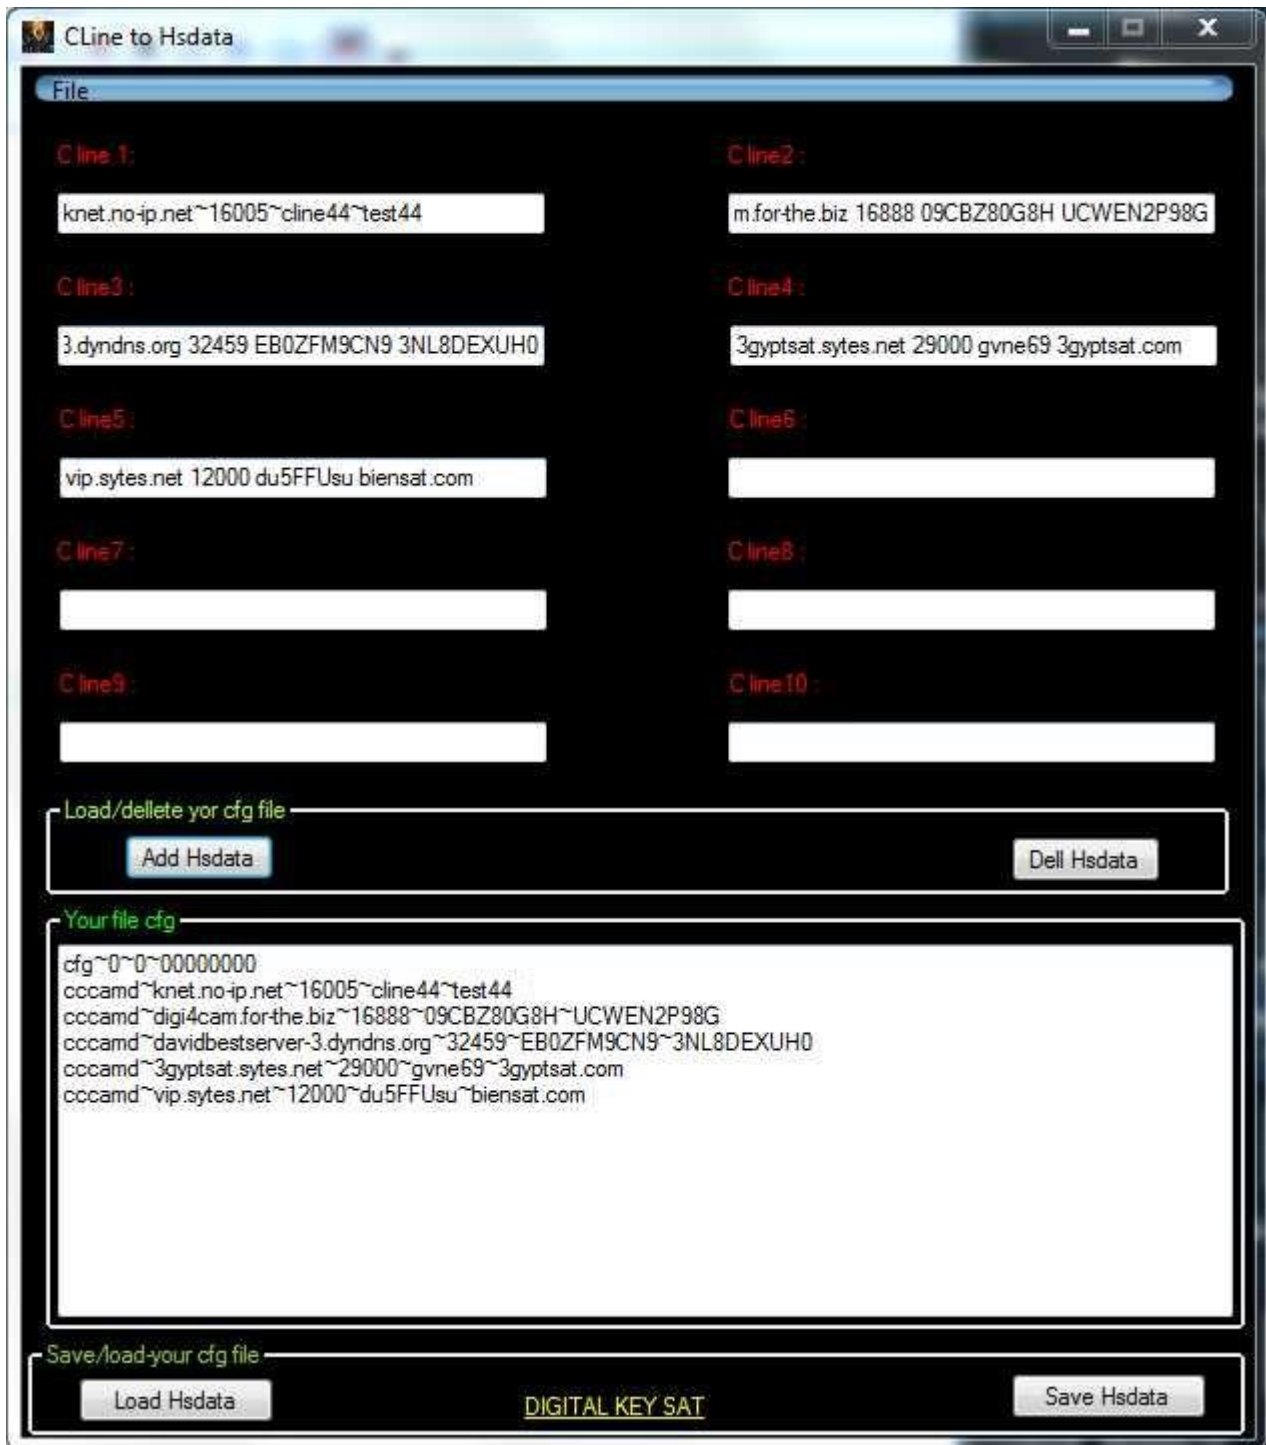 CLine to Hsdata
File
C line 1:
C line2 :
knet.no-ip.net~16005~cline44~test44
m.for-the.biz 16888 09CBZ80G8H UCWEN2P98G
C line3 :
C line4 :
3.dyndns.org 32459 EB0ZFM9CN9 3NL8DEXUH0
3gyptsat.sytes.net 29000 gvne69 3gyptsat.com
C line5 :
C line6 :
vip.sytes.net 12000 du5FFUsu biensat.com
C line7 :
C line8 :
C line9 :
C line10 :
Load/dellete yor cfg file
Add Hsdata
Dell Hsdata
Your file cfg
cfg~0~0~00000000
cccamd~knet.no-ip.net~16005~cline44~test44
cccamd~digi4cam.for-the.biz~16888~09CBZ80G8H~UCWEN2P98G
cccamd~davidbestserver-3.dyndns.org~32459~EB0ZFM9CN9~3NL8DEXUH0
cccamd~3gyptsat.sytes.net~29000~gvne69~3gyptsat.com
cccamd~vip.sytes.net~12000~du5FFUsu~biensat.com
Save/load-your cfg file
Load Hsdata
DIGITAL KEY SAT
Save Hsdata